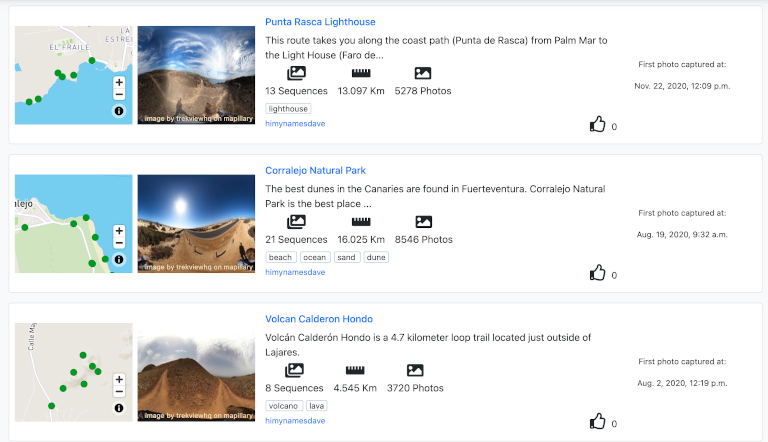 EL FRAILE
LA
ESTRE
image by trekviewhq on mapillary
Punta Rasca Lighthouse
This route takes you along the coast path (Punta de Rasca) from Palm Mar to
the Light House (Faro de...
13 Sequences 13.097 Km 5278 Photos
lighthouse
himynamesdave
0
First photo captured at:
Nov. 22, 2020, 12:09 p.m.
alejo
image by trekviewhq on mapillary
Corralejo Natural Park
The best dunes in the Canaries are found in Fuerteventura. Corralejo Natural
Park is the best place ...
21 Sequences 16.025 Km 8546 Photos
beach ocean sand dune
himynamesdave
0
First photo captured at:
Aug. 19, 2020, 9:32 a.m.
Calle Maj
image by trekviewhq on mapillary
Volcan Calderon Hondo
Volcán Calderón Hondo is a 4.7 kilometer loop trail located just outside of
Lajares.
8 Sequences 4.545 Km 3720 Photos
volcano lava
himynamesdave
0
First photo captured at:
Aug. 2, 2020, 12:19 p.m.